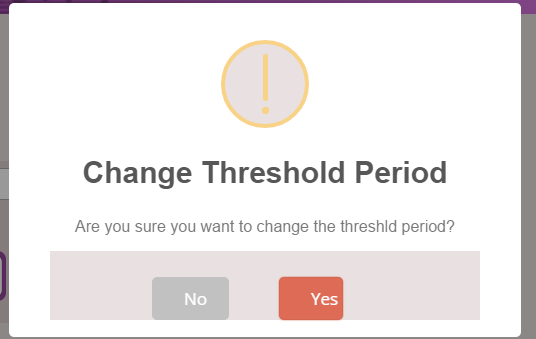 Change Threshold Period
Are you sure you want to change the threshld period?
No
Yes